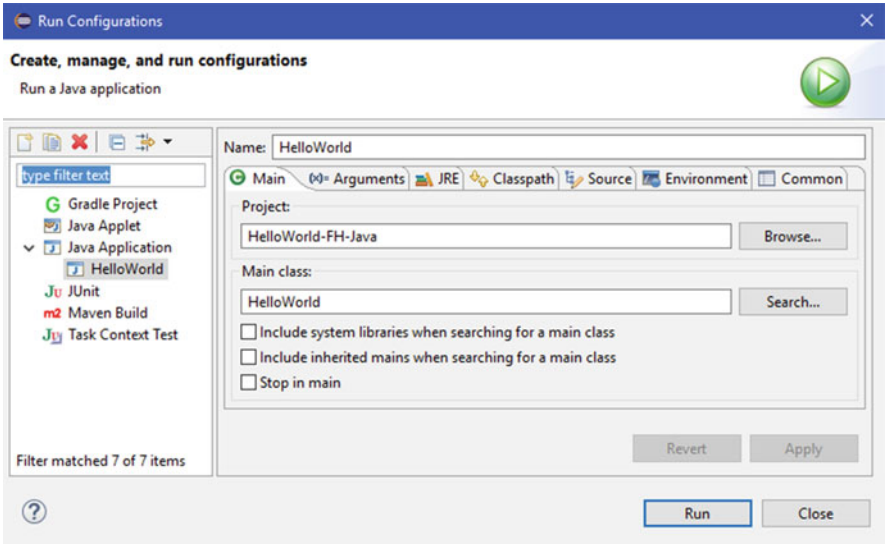 Run Configurations
Create, manage, and run configurations
Run a Java application
type filter text
Gradle Project
Java Applet
Java Application
HelloWorld
Ju JUnit
m2 Maven Build
Task Context Test
Filter matched 7 of 7 items
Name: HelloWorld
Main (x)= Arguments JRE Classpath Source Environment Common
Project:
HelloWorld-FH-Java Browse...
Main class:
HelloWorld Search...
Include system libraries when searching for a main class
Include inherited mains when searching for a main class
Stop in main
Revert Apply
? Run Close